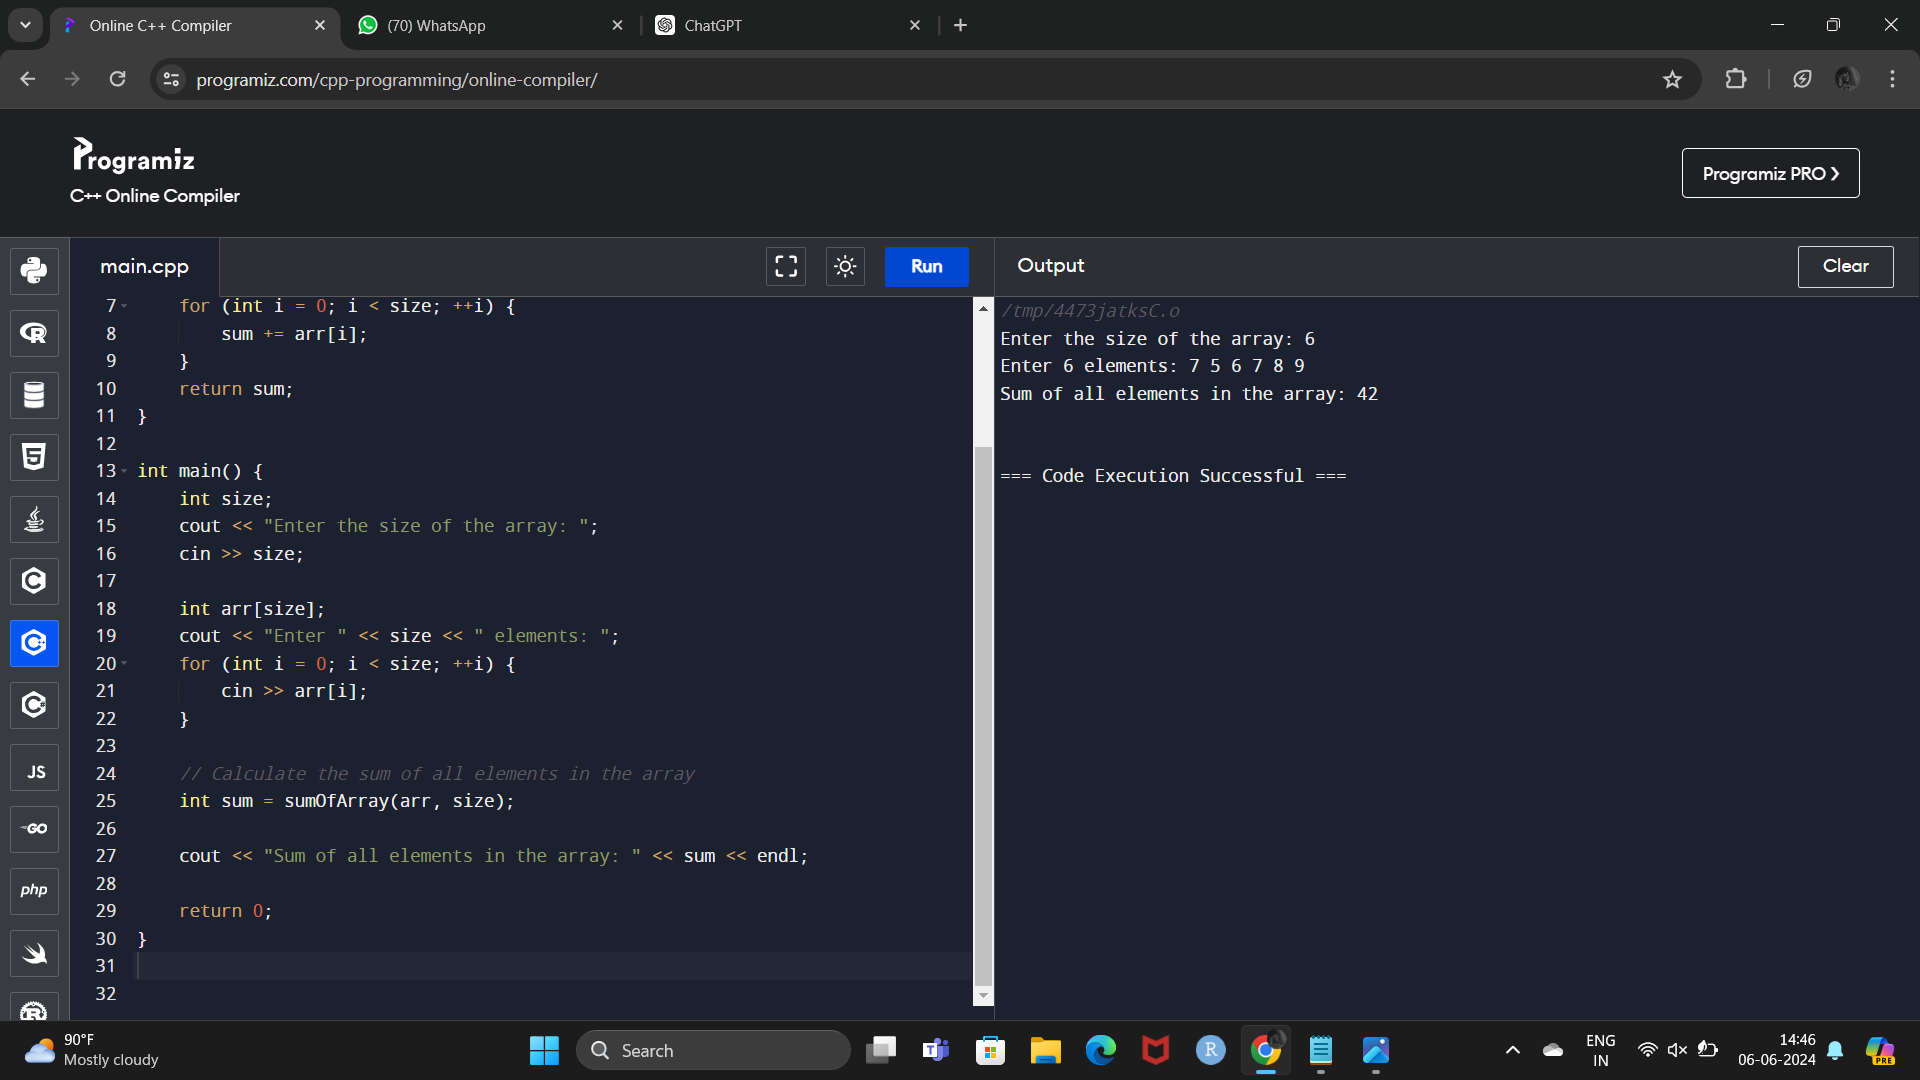 Online C++ Compiler
(70) WhatsApp
ChatGPT
programiz.com/cpp-programming/online-compiler/
Programiz
C++ Online Compiler
Programiz PRO ❯
main.cpp
Run
Output
Clear
7 for (int i = 0; i < size; ++i) {
8 sum += arr[i];
9 }
10 return sum;
11 }
12
13 int main() {
14 int size;
15 cout << "Enter the size of the array: ";
16 cin >> size;
17
18 int arr[size];
19 cout << "Enter " << size << " elements: ";
20 for (int i = 0; i < size; ++i) {
21 cin >> arr[i];
22 }
23
24 // Calculate the sum of all elements in the array
25 int sum = sumOfArray(arr, size);
26
27 cout << "Sum of all elements in the array: " << sum << endl;
28
29 return 0;
30 }
31
32
/tmp/4473jatksC.o
Enter the size of the array: 6
Enter 6 elements: 7 5 6 7 8 9
Sum of all elements in the array: 42
=== Code Execution Successful ===
R
5
C
C
C
JS
GO
php
R
90°F
Mostly cloudy
Search
T
R
PRE
ENG
IN
14:46
06-06-2024